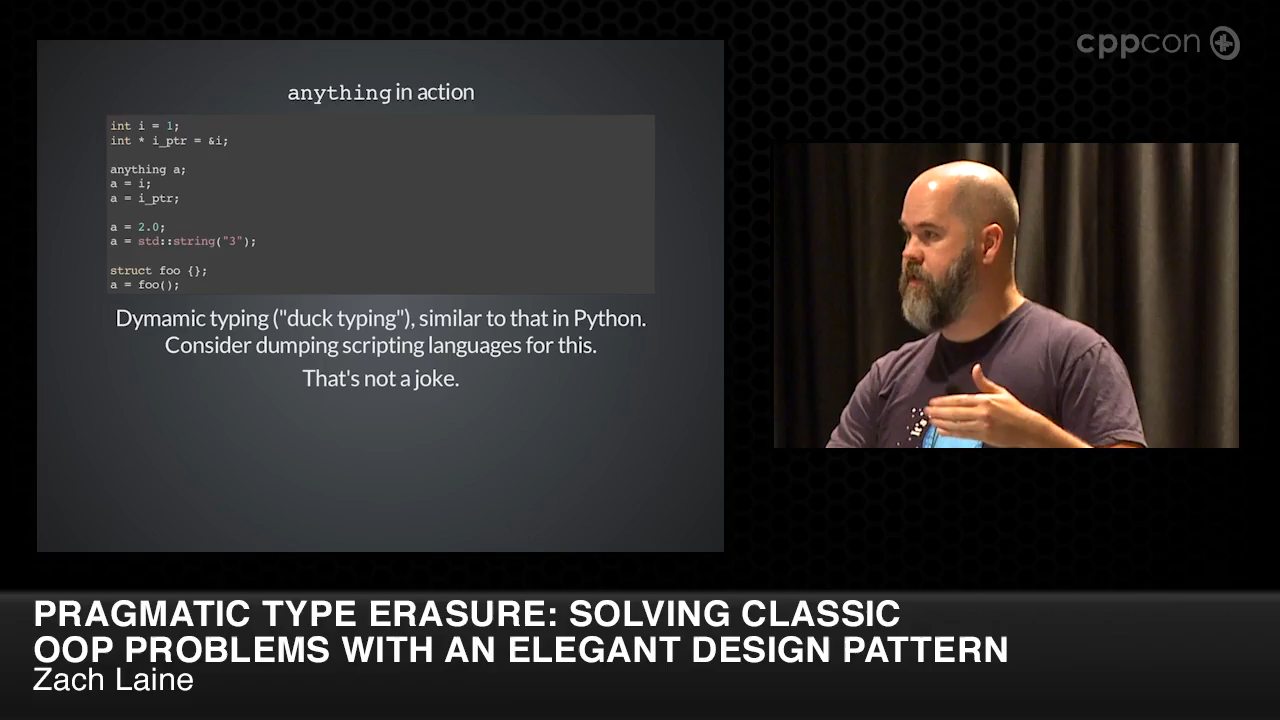 cppcon
anything in action
int i = 1;
int * i_ptr = &i;
anything a;
a = i;
a = i_ptr;
a = 2.0;
a = std::string("3");
struct foo {};
a = foo();
Dymamic typing ("duck typing"), similar to that in Python.
Consider dumping scripting languages for this.
That's not a joke.
It's
PRAGMATIC TYPE ERASURE: SOLVING CLASSIC
OOP PROBLEMS WITH AN ELEGANT DESIGN PATTERN
Zach Laine